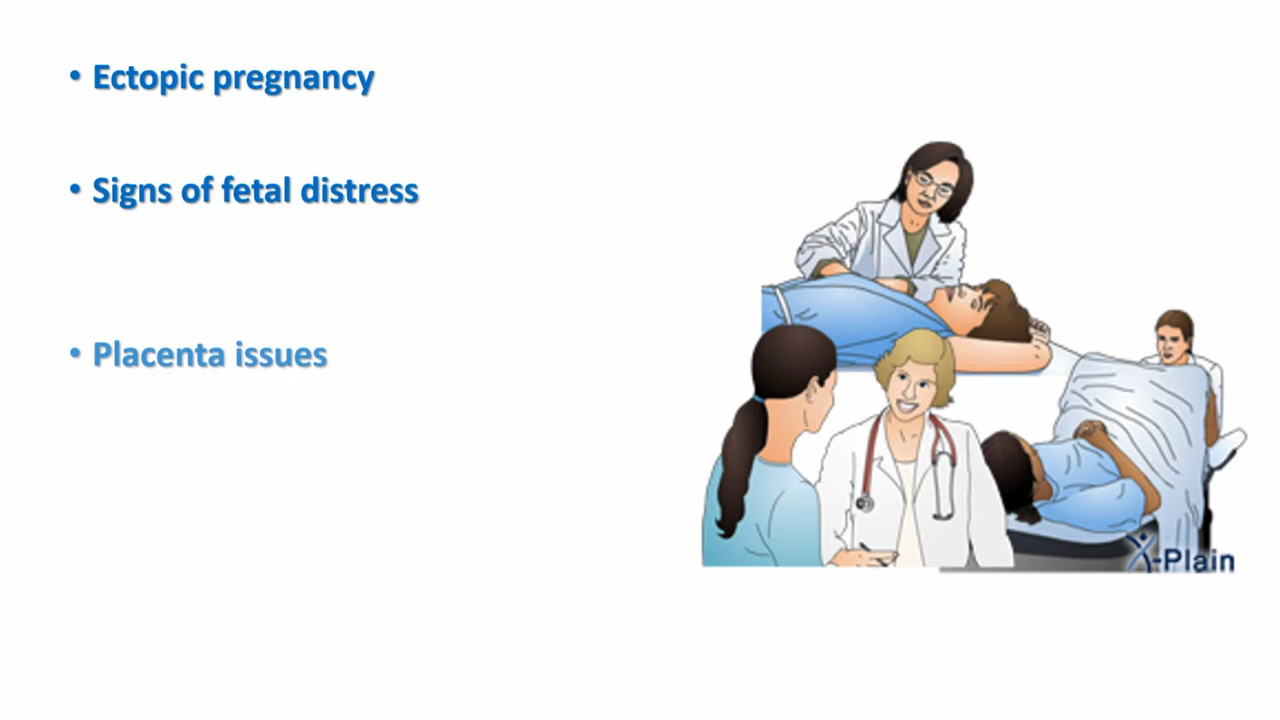 • Ectopic pregnancy
• Signs of fetal distress
• Placenta issues
X-Plain